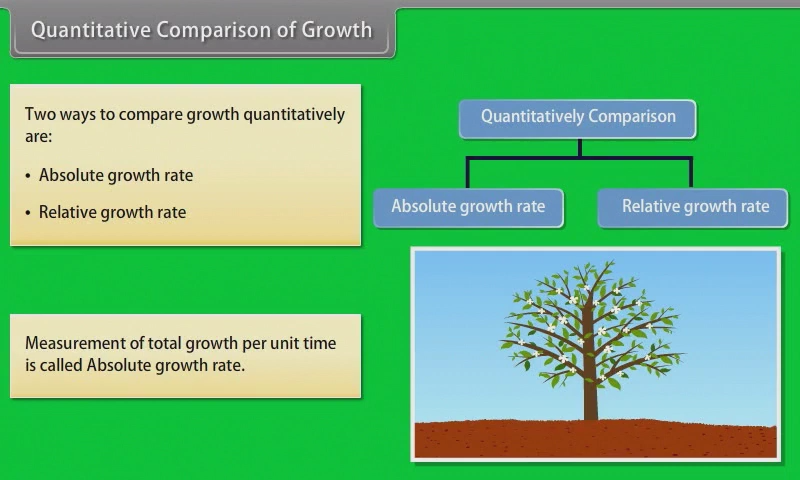 Quantitative Comparison of Growth
Two ways to compare growth quantitatively
are:
• Absolute growth rate
• Relative growth rate
Quantitatively Comparison
Absolute growth rate
Relative growth rate
Measurement of total growth per unit time
is called Absolute growth rate.